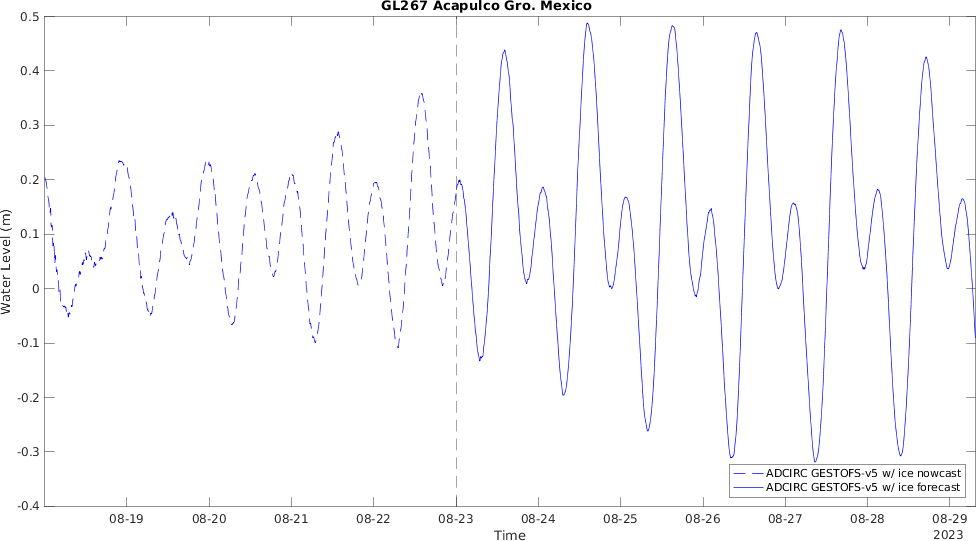 GL267 Acapulco Gro. Mexico
0.5
0.4
0.3
0.2
0.1
0
-0.1
-0.2
-0.3
-0.4
Water Level (m)
ADCIRC GESTOFS-v5 w/ ice nowcast
ADCIRC GESTOFS-v5 w/ ice forecast
08-19 08-20 08-21 08-22 08-23 08-24 08-25 08-26 08-27 08-28 08-29
Time
2023